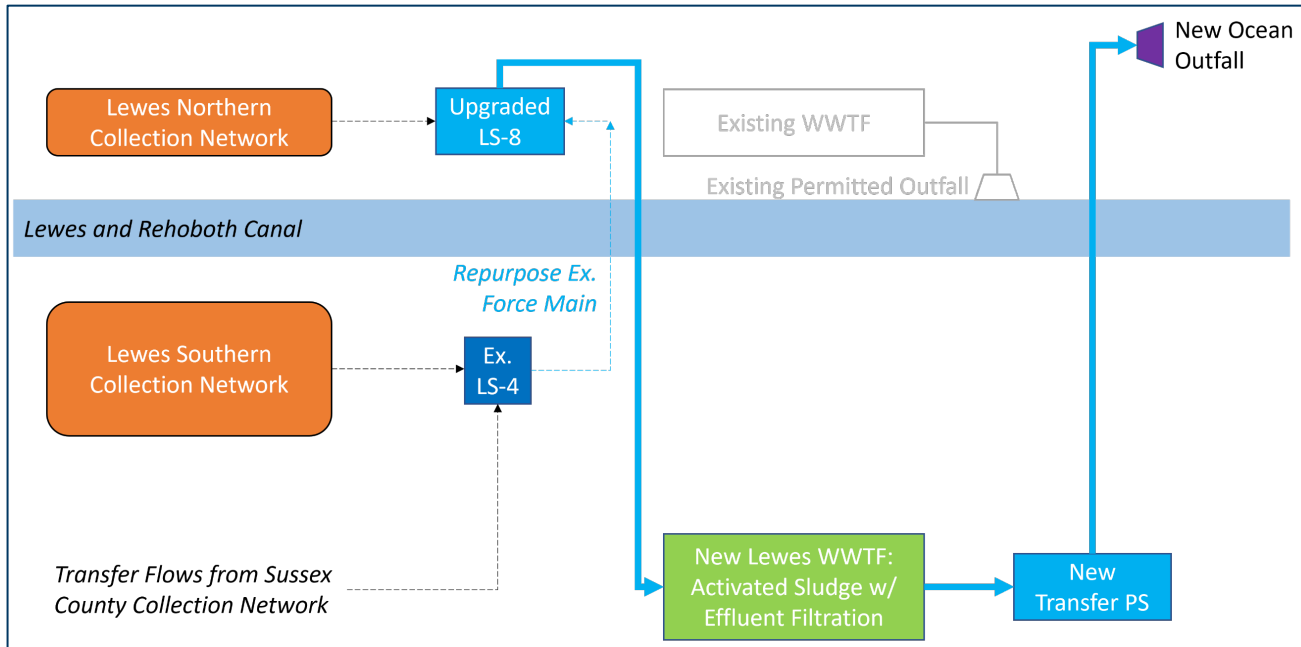 New Ocean
Outfall
Lewes Northern
Collection Network
Upgraded
LS-8
Existing WWTF
Existing Permitted Outfall
Lewes and Rehoboth Canal
Repurpose Ex.
Force Main
Lewes Southern
Collection Network
Ex.
LS-4
Transfer Flows from Sussex
County Collection Network
New Lewes WWTF:
Activated Sludge w/
Effluent Filtration
New
Transfer PS